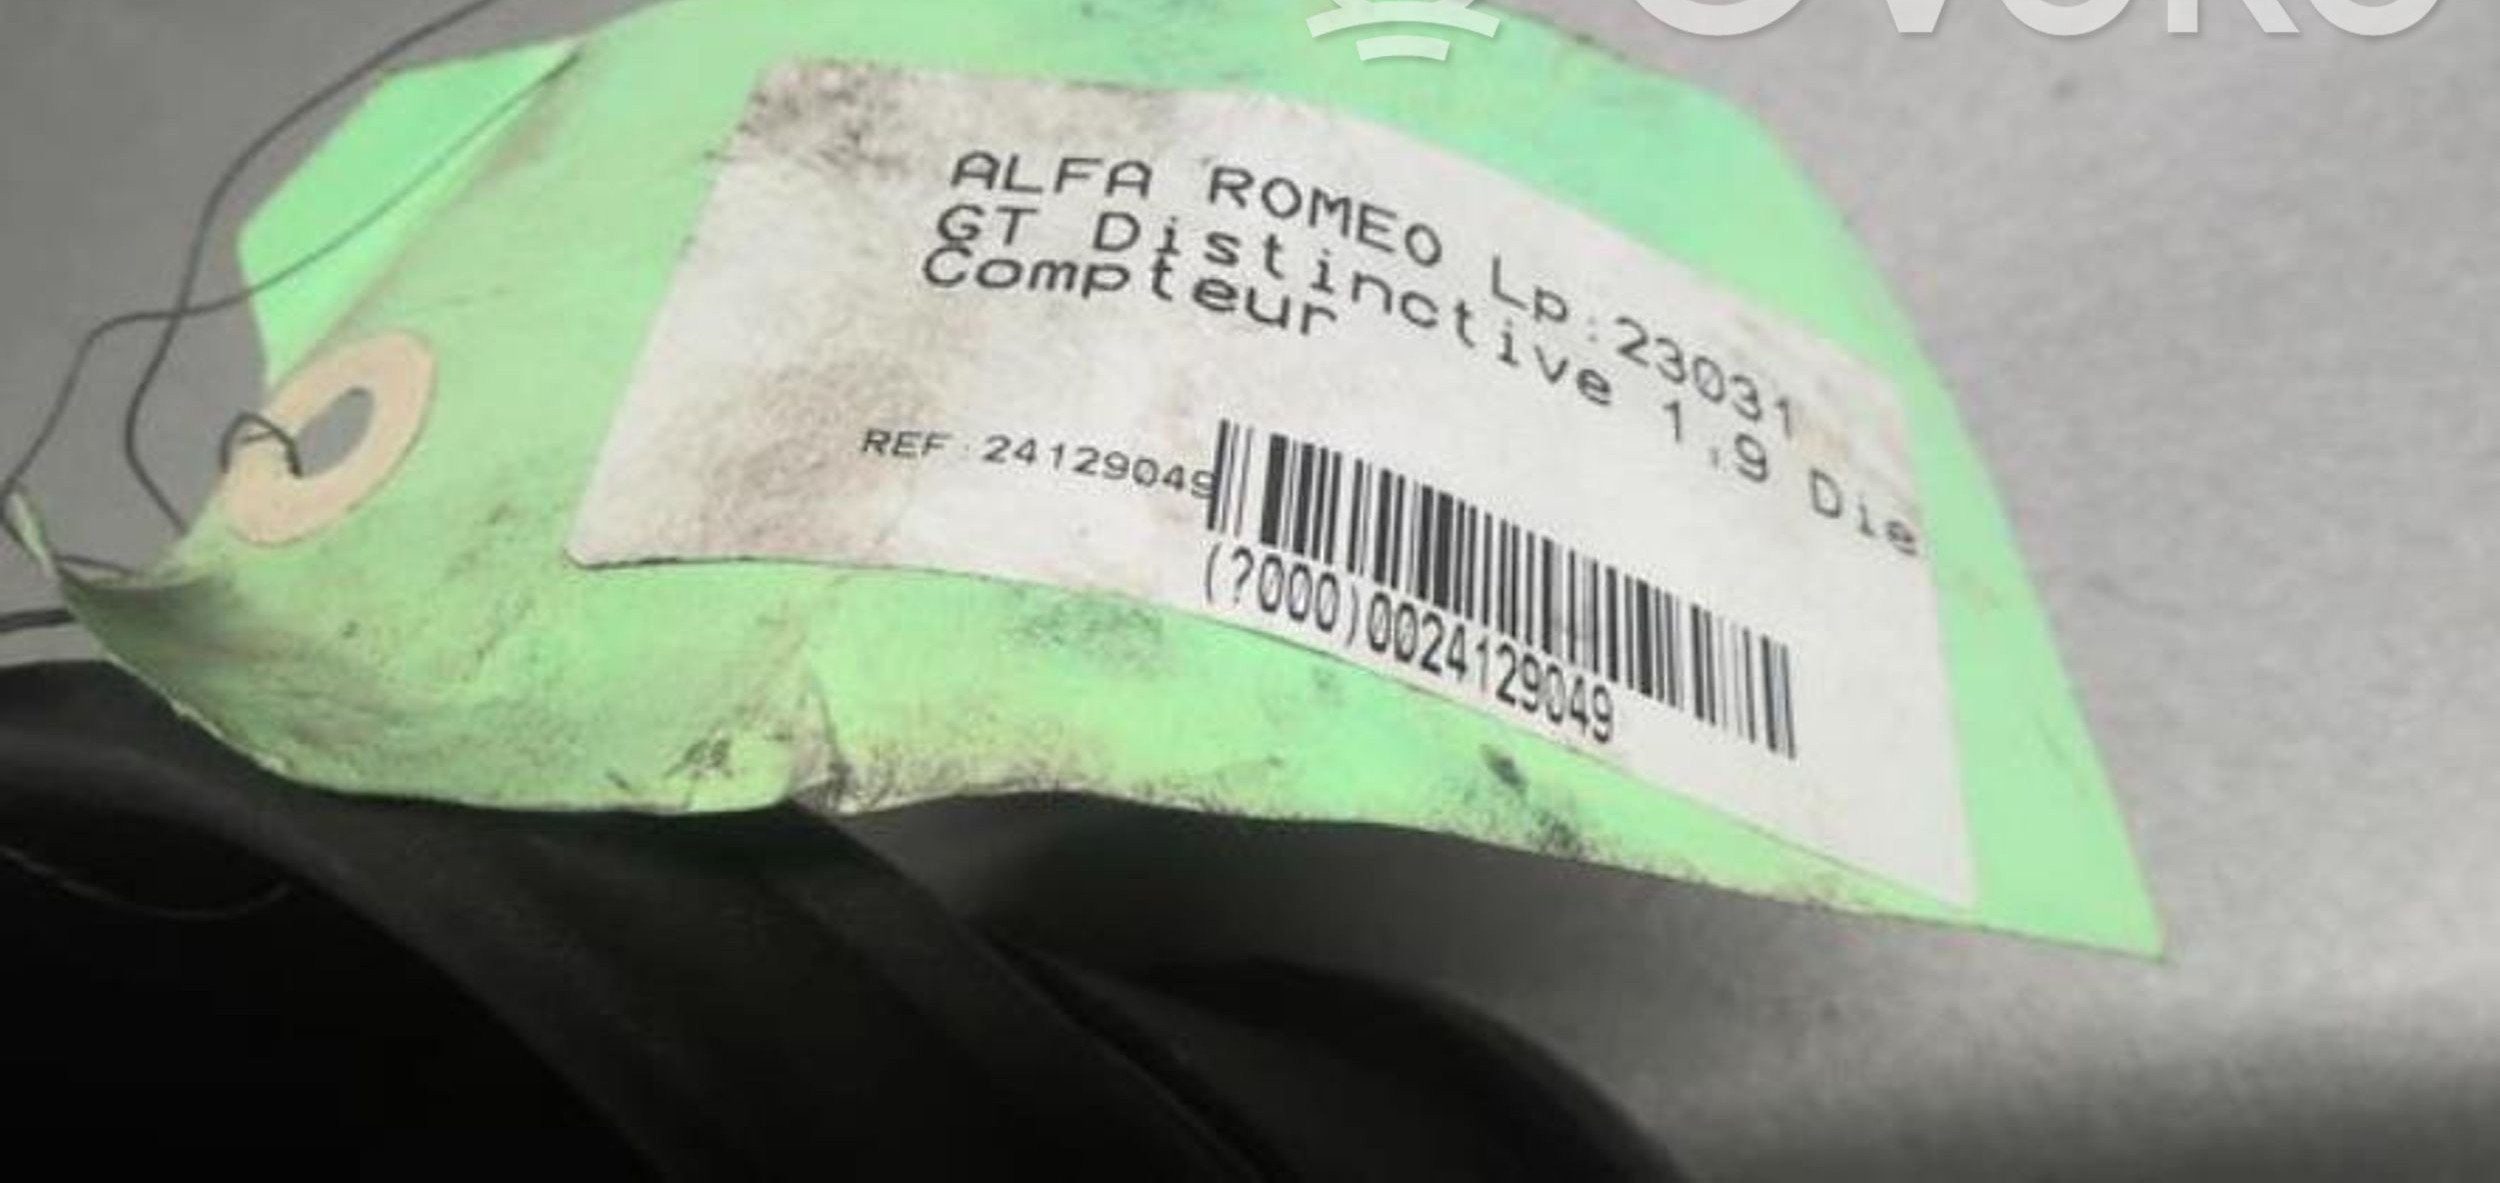 ALFA ROMEO Lp:23031
GT Distinctive 1.9 Die
Compteur
REF:24129049
(?000)0024129049